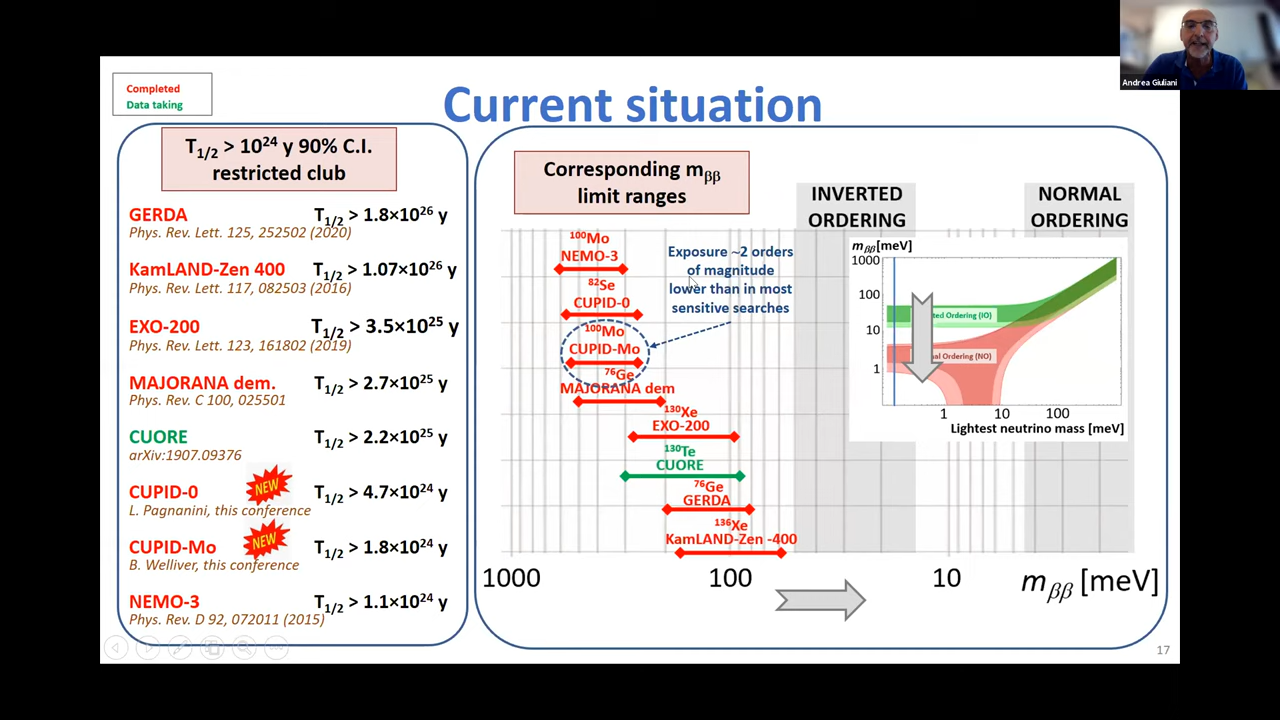 Andrea Giuliani
Completed
Data taking
Current situation
T1/2 > 10^24 y 90% C.I.
restricted club
GERDA T1/2 > 1.8×10^26 y
Phys. Rev. Lett. 125, 252502 (2020)
KamLAND-Zen 400 T1/2 > 1.07×10^26 y
Phys. Rev. Lett. 117, 082503 (2016)
EXO-200 T1/2 > 3.5×10^25 y
Phys. Rev. Lett. 123, 161802 (2019)
MAJORANA dem. T1/2 > 2.7×10^25 y
Phys. Rev. C 100, 025501
CUORE T1/2 > 2.2×10^25 y
arXiv:1907.09376
CUPID-0 NEW T1/2 > 4.7×10^24 y
L. Pagnanini, this conference
CUPID-Mo NEW T1/2 > 1.8×10^24 y
B. Welliver, this conference
NEMO-3 T1/2 > 1.1×10^24 y
Phys. Rev. D 92, 072011 (2015)
Corresponding mββ
limit ranges
INVERTED
ORDERING
NORMAL
ORDERING
100Mo
NEMO-3
82Se
CUPID-0
100Mo
CUPID-Mo
76Ge
MAJORANA dem
130Xe
EXO-200
130Te
CUORE
76Ge
GERDA
136Xe
KamLAND-Zen -400
Exposure ~2 orders
of magnitude
lower than in most
sensitive searches
mββ [meV]
1000
100
10
1
ted Ordering (IO)
nal Ordering (NO)
1 10 100
Lightest neutrino mass [meV]
1000 100 10 mββ [meV]
17